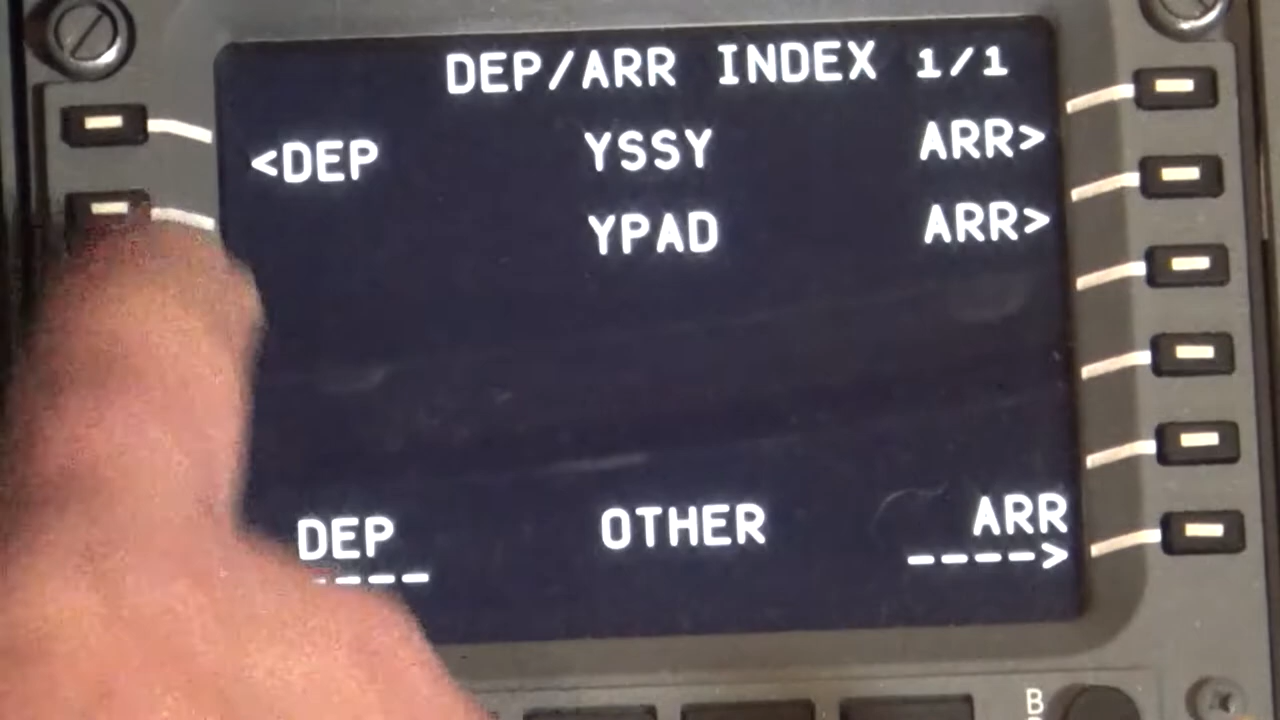 DEP/ARR INDEX 1/1
<DEP YSSY ARR>
YPAD ARR>
DEP OTHER ARR
---- ---->
B